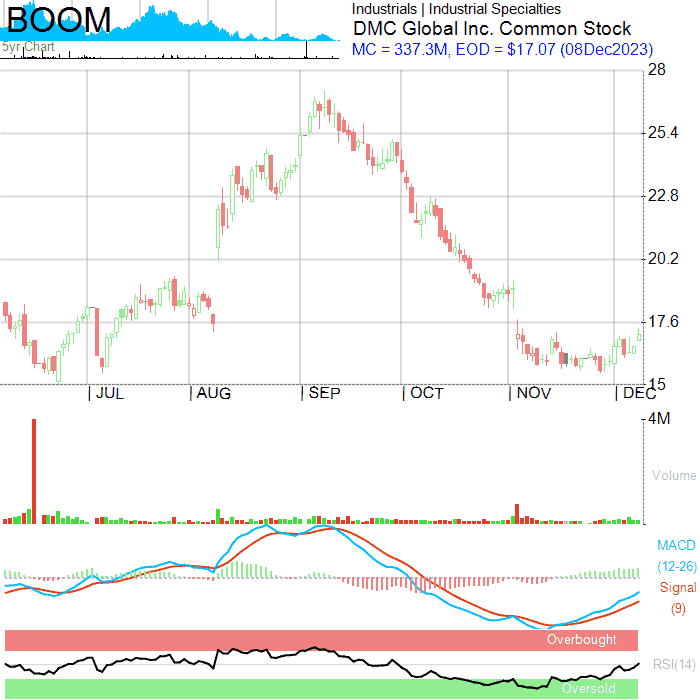 BOOM
5yr Chart
Industrials | Industrial Specialties
DMC Global Inc. Common Stock
MC = 337.3M, EOD = $17.07 (08Dec2023)
28
25.4
22.8
20.2
17.6
15
JUL AUG SEP OCT NOV DEC
4M
Volume
MACD
(12-26)
Signal
(9)
Overbought
RSI(14)
Oversold